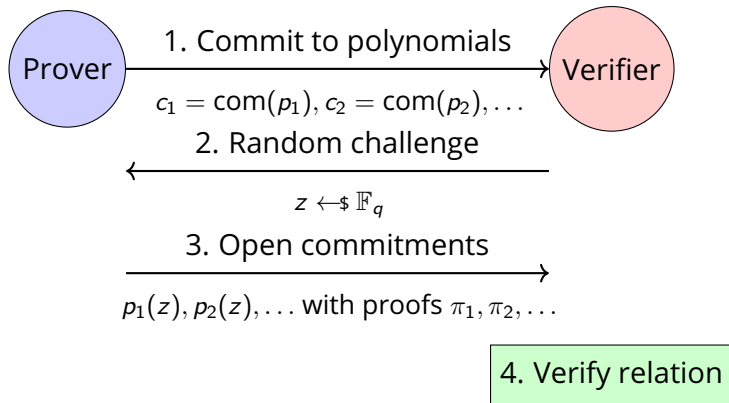 1. Commit to polynomials
Prover
Verifier
c₁ = com(p₁), c₂ = com(p₂), …
2. Random challenge
z ←$ 𝔽_q
3. Open commitments
p₁(z), p₂(z), … with proofs π₁, π₂, …
4. Verify relation